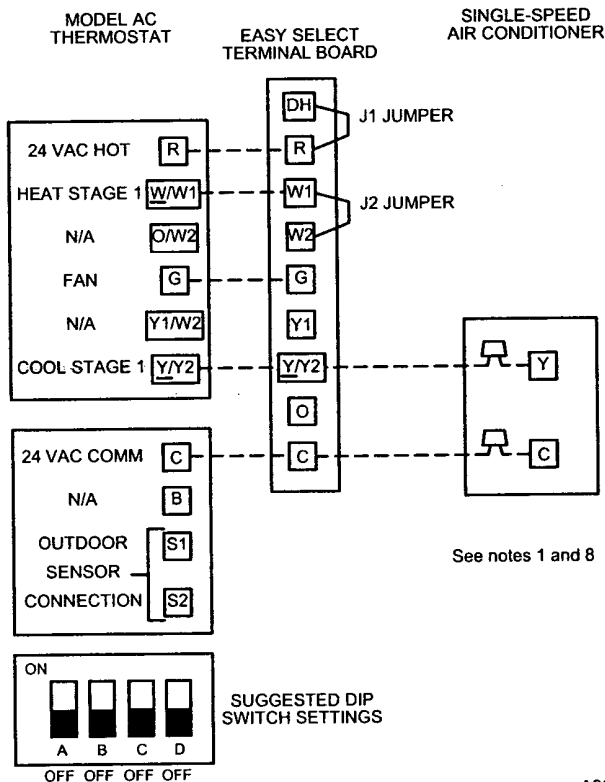 MODEL AC
THERMOSTAT
EASY SELECT
TERMINAL BOARD
SINGLE-SPEED
AIR CONDITIONER
DH
J1 JUMPER
24 VAC HOT R R
HEAT STAGE 1 W/W1 W1
J2 JUMPER
N/A O/W2 W2
FAN G G
N/A Y1/W2 Y1
COOL STAGE 1 Y/Y2 Y/Y2 Y
O
24 VAC COMM C C C
N/A B
OUTDOOR S1
SENSOR
CONNECTION S2
See notes 1 and 8
ON
SUGGESTED DIP
SWITCH SETTINGS
A B C D
OFF OFF OFF OFF